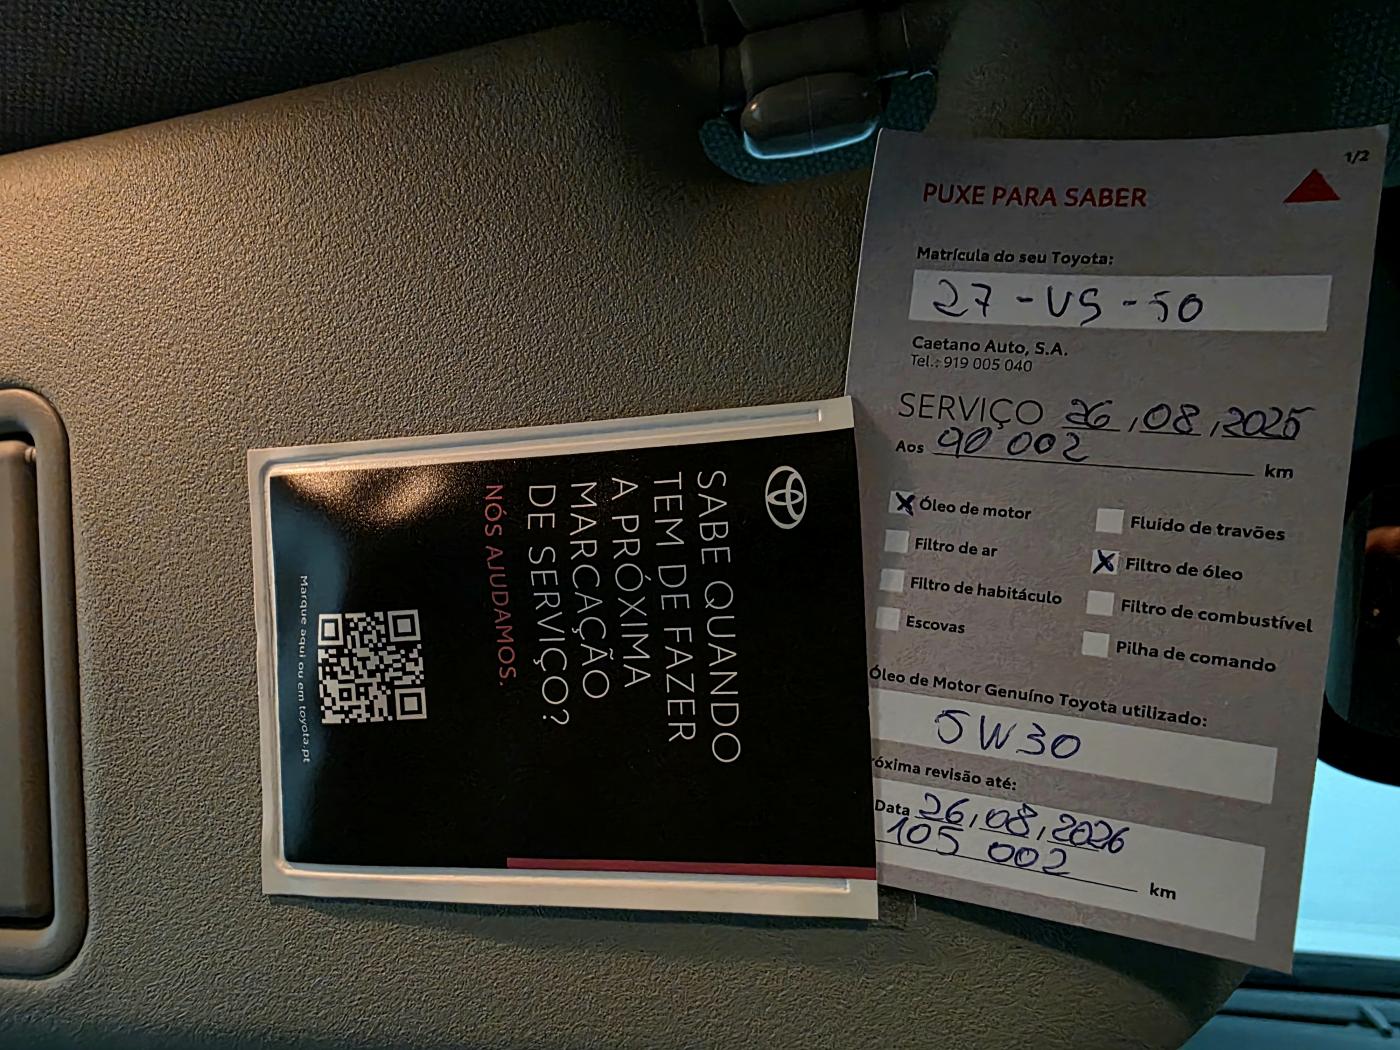 SABE QUANDO
TEM DE FAZER
A PRÓXIMA
MARCAÇÃO
DE SERVIÇO?
NÓS AJUDAMOS.
Marque aqui ou em toyota.pt
1/2
PUXE PARA SABER
Matrícula do seu Toyota:
27-VS-50
Caetano Auto, S.A.
Tel.: 919 005 040
SERVIÇO 26,08,2025
Aos 90 002 km
X Óleo de motor
Filtro de ar
Filtro de habitáculo
Escovas
Fluído de travões
X Filtro de óleo
Filtro de combustível
Pilha de comando
Óleo de Motor Genuíno Toyota utilizado:
5W30
róxima revisão até:
Data 26,08,2026
105 002 km